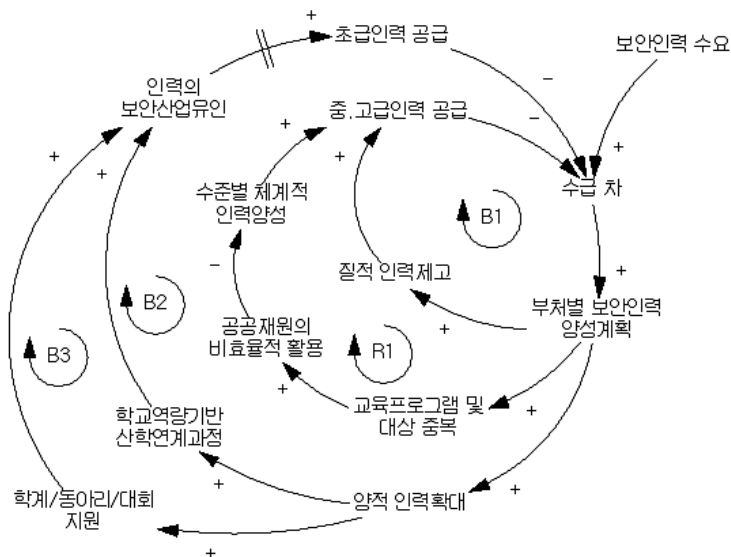 +
초급인력 공급
보안인력 수요
인력의
보안산업유인
–
중.고급인력 공급
+
–
+
+
+
+
수급 차
수준별 체계적
인력양성
B1
질적 인력제고
–
+
부처별 보안인력
양성계획
B2
공공재원의
비효율적 활용
+
B3
R1
+
교육프로그램 및
대상 중복
+
학교역량기반
산학연계과정
+
양적 인력확대
+
학계/동아리/대회
지원
+